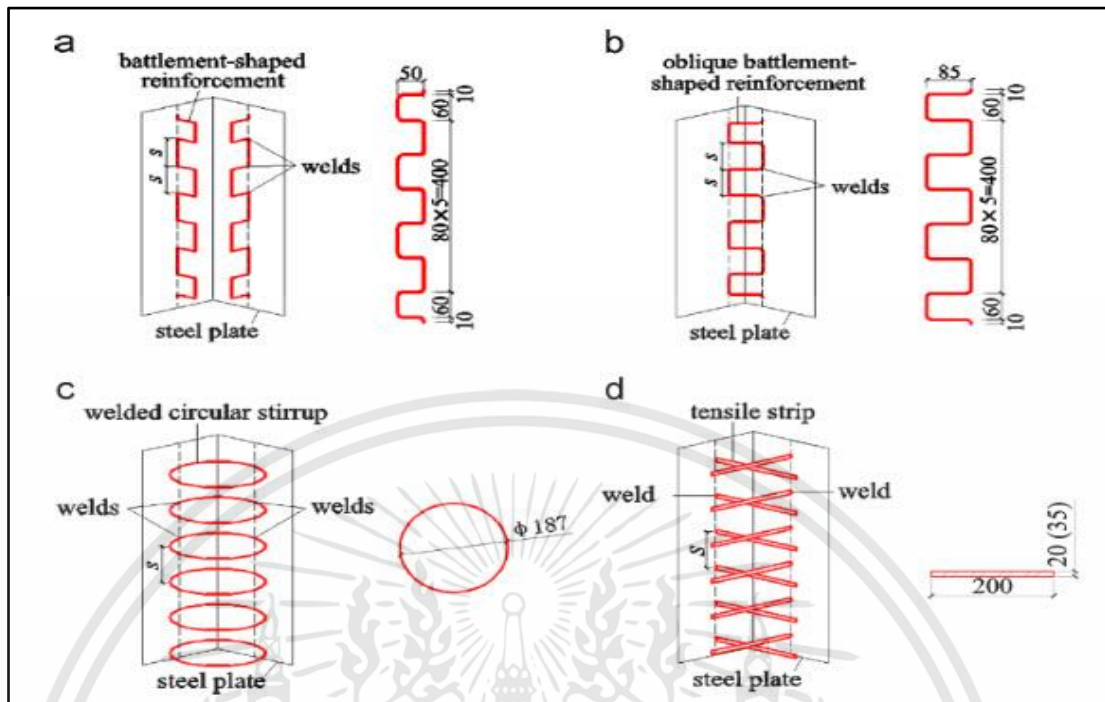 a
battlement-shaped
reinforcement
s
s
welds
steel plate
50
10
60
80×5=400
60
10
b
oblique battlement-
shaped reinforcement
s
s
welds
steel plate
85
10
60
80×5=400
60
10
c
welded circular stirrup
welds
welds
s
steel plate
ϕ 187
d
tensile strip
weld
weld
s
steel plate
20 (35)
200